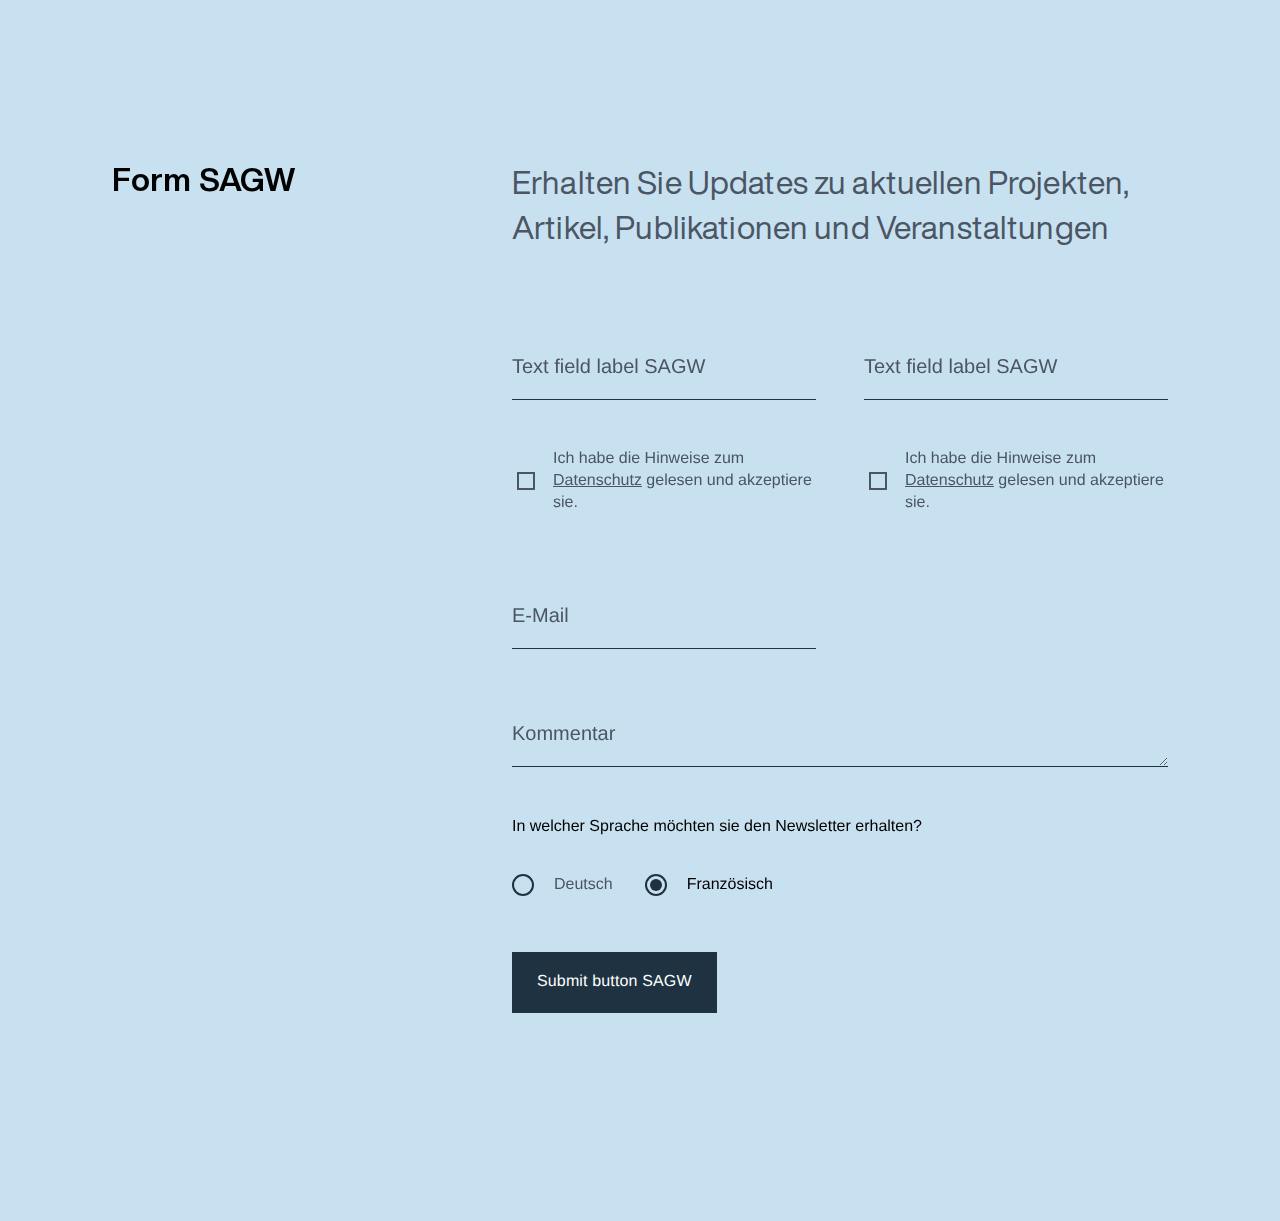 Form SAGW
Erhalten Sie Updates zu aktuellen Projekten,
Artikel, Publikationen und Veranstaltungen
Text field label SAGW
Text field label SAGW
Ich habe die Hinweise zum
Datenschutz gelesen und akzeptiere
sie.
Ich habe die Hinweise zum
Datenschutz gelesen und akzeptiere
sie.
E-Mail
Kommentar
In welcher Sprache möchten sie den Newsletter erhalten?
Deutsch
Französisch
Submit button SAGW